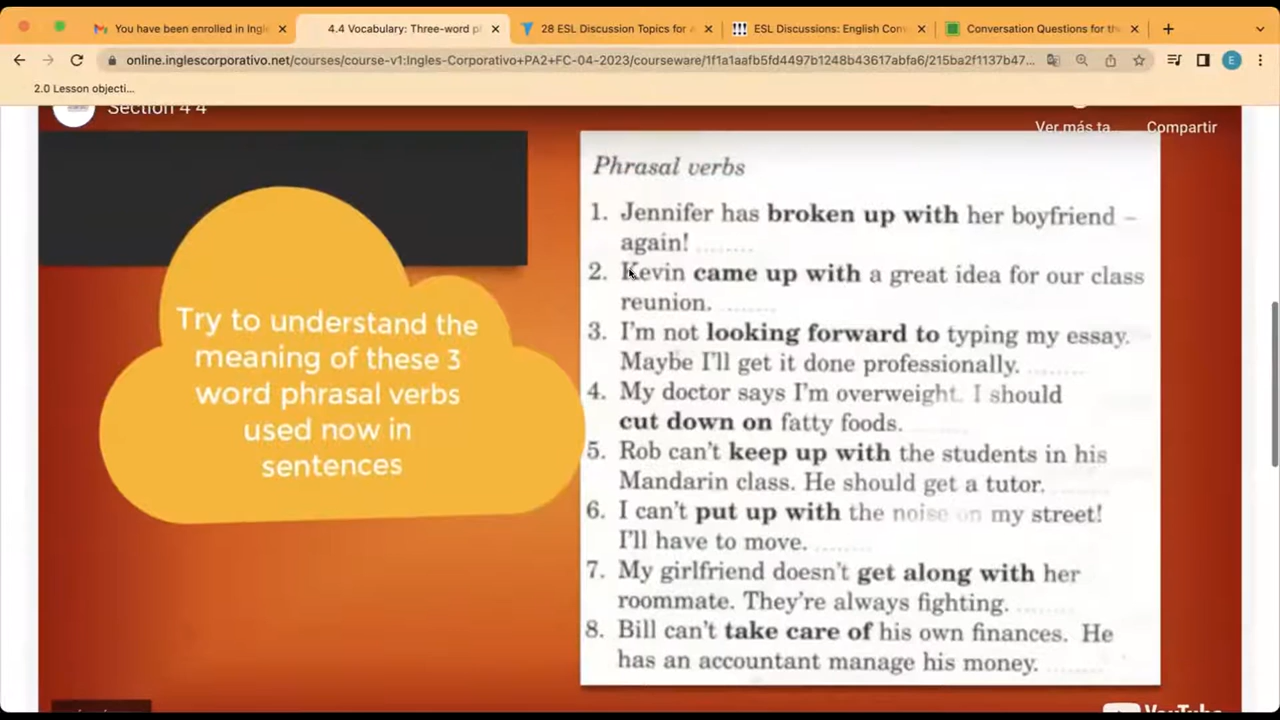 You have been enrolled in Ingle
4.4 Vocabulary: Three-word p
28 ESL Discussion Topics for
ESL Discussions: English Con
Conversation Questions for th
online.inglescorporativo.net/courses/course-v1:Ingles-Corporativo+PA2+FC-04-2023/courseware/1f1a1aafb5fd4497b1248b43617abfa6/215ba2f1137b47...
E
2.0 Lesson objecti...
Section 4 4
Ver más ta
Compartir
Try to understand the
meaning of these 3
word phrasal verbs
used now in
sentences
Phrasal verbs
1. Jennifer has broken up with her boyfriend –
again! ........
2. Kevin came up with a great idea for our class
reunion. ........
3. I'm not looking forward to typing my essay.
Maybe I'll get it done professionally. ........
4. My doctor says I'm overweight. I should
cut down on fatty foods. ........
5. Rob can't keep up with the students in his
Mandarin class. He should get a tutor. ........
6. I can't put up with the noise on my street!
I'll have to move. ........
7. My girlfriend doesn't get along with her
roommate. They're always fighting. ........
8. Bill can't take care of his own finances. He
has an accountant manage his money. ........
YouTube